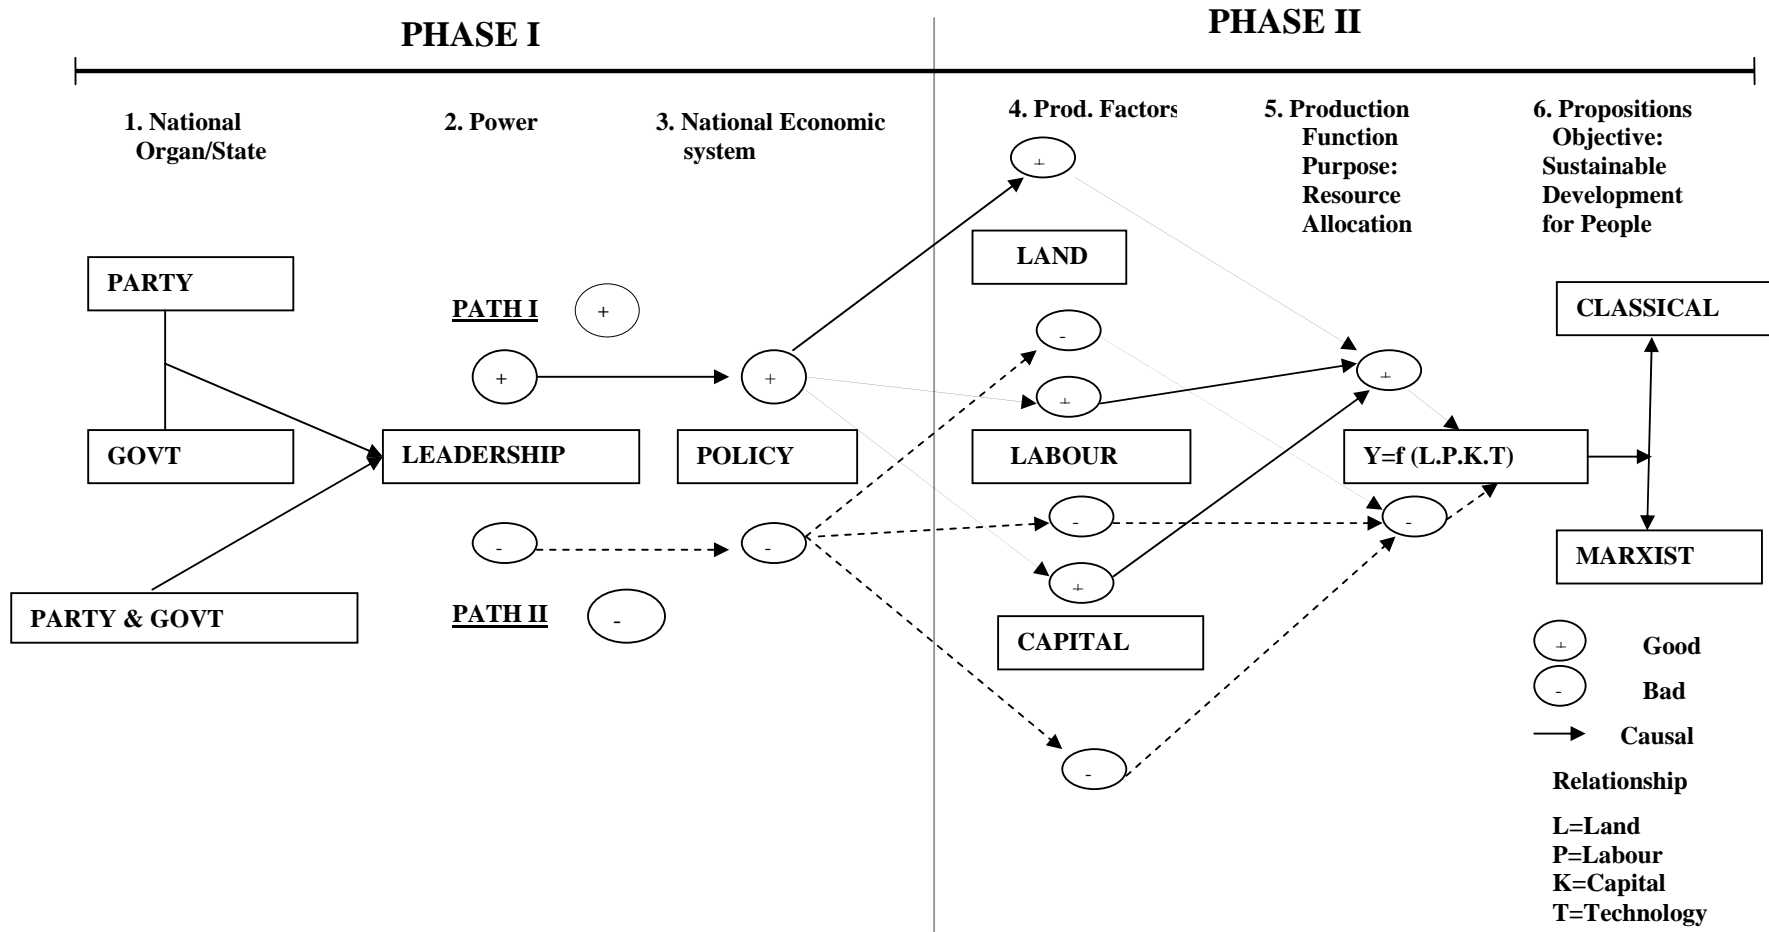 PHASE I
PHASE II
1. National
Organ/State
2. Power
3. National Economic
system
4. Prod. Factors
5. Production
Function
Purpose:
Resource
Allocation
6. Propositions
Objective:
Sustainable
Development
for People
+
LAND
PARTY
PATH I
+
-
CLASSICAL
+
+
+
+
GOVT
LEADERSHIP
POLICY
LABOUR
Y=f (L.P.K.T)
-
-
-
-
MARXIST
+
PARTY & GOVT
PATH II
-
CAPITAL
+
Good
-
Bad
Causal
-
Relationship
L=Land
P=Labour
K=Capital
T=Technology